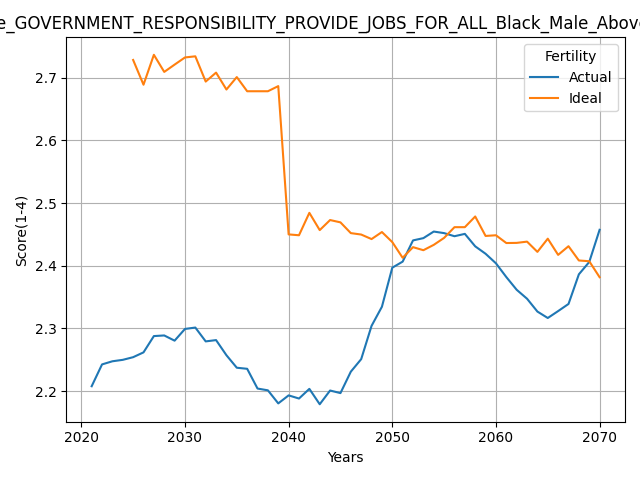 e_GOVERNMENT_RESPONSIBILITY_PROVIDE_JOBS_FOR_ALL_Black_Male_Above
Fertility
Actual
Ideal
2.7
2.6
2.5
2.4
2.3
2.2
Score(1-4)
2020 2030 2040 2050 2060 2070
Years